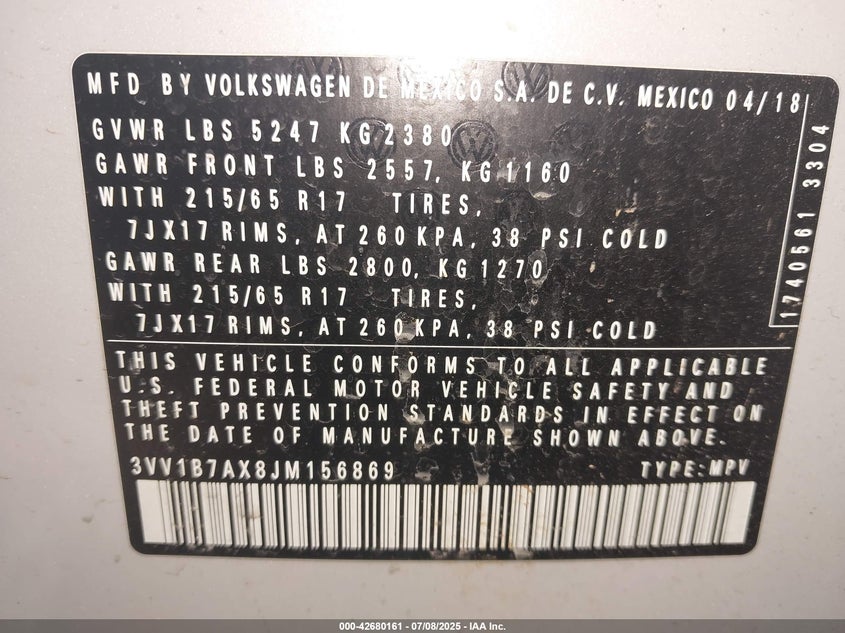 MFD BY VOLKSWAGEN DE MEXICO S.A. DE C.V. MEXICO 04/18
GVWR LBS 5247 KG 2380
GAWR FRONT LBS 2557, KG 1160
WITH 215/65 R17 TIRES,
7JX17 RIMS, AT 260 KPA, 38 PSI COLD
GAWR REAR LBS 2800, KG 1270
WITH 215/65 R17 TIRES,
7JX17 RIMS, AT 260 KPA, 38 PSI COLD
1740561 3304
THIS VEHICLE CONFORMS TO ALL APPLICABLE
U.S. FEDERAL MOTOR VEHICLE SAFETY AND
THEFT PREVENTION STANDARDS IN EFFECT ON
THE DATE OF MANUFACTURE SHOWN ABOVE.
3VV1B7AX8JM156869 TYPE:MPV
000-42680161 - 07/08/2025 - IAA Inc.